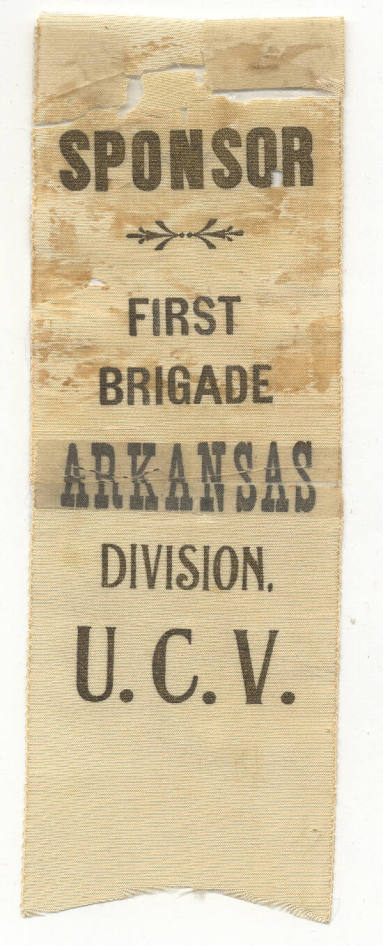 SPONSOR
FIRST
BRIGADE
ARKANSAS
DIVISION.
U. C. V.